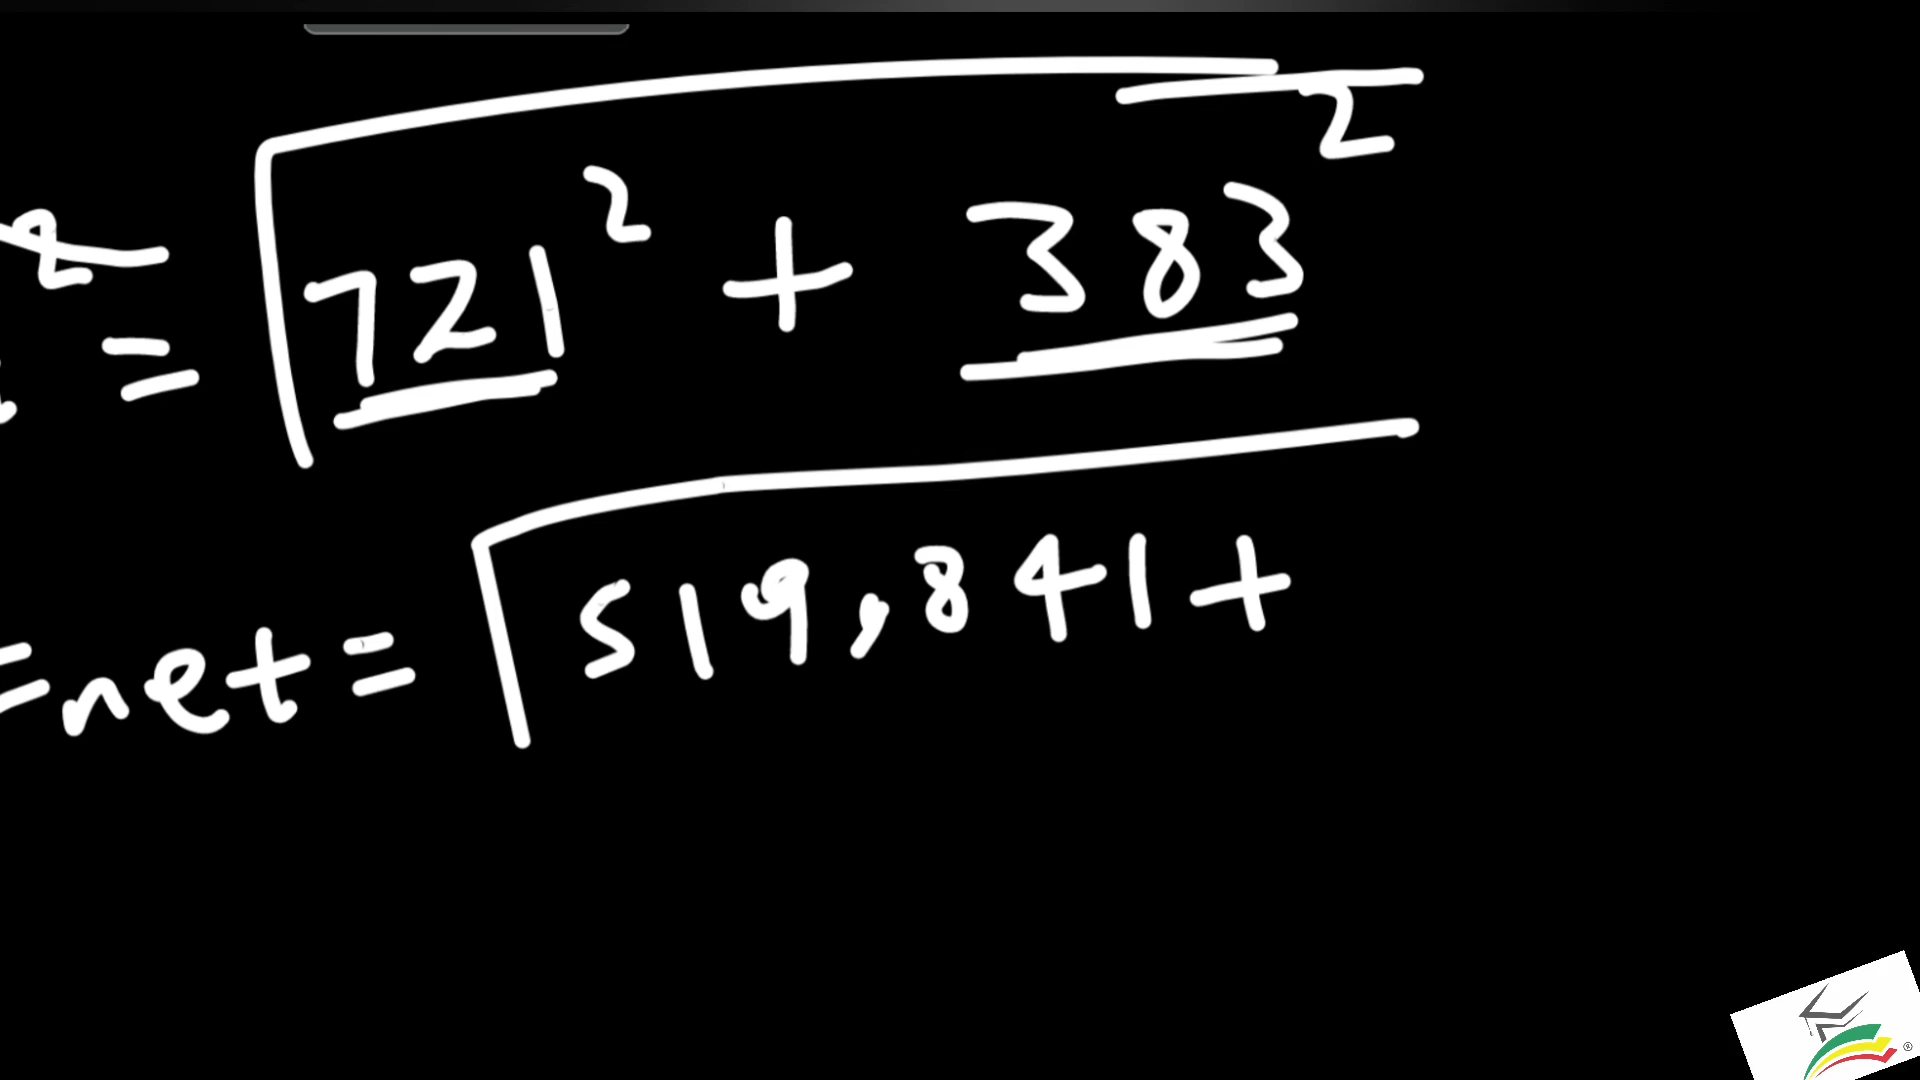 = √721² + 383²
=net= √519,841+